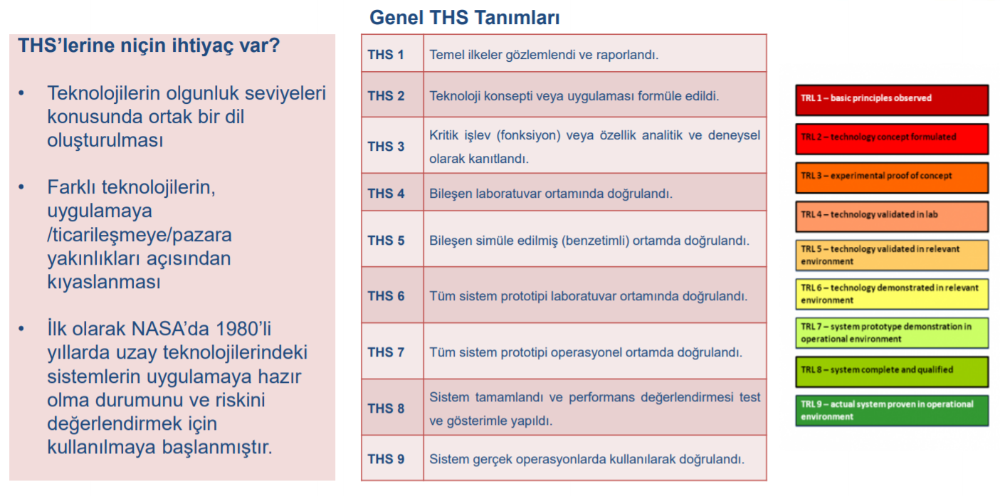 Genel THS Tanımları
THS’lerine niçin ihtiyaç var?
• Teknolojilerin olgunluk seviyeleri
konusunda ortak bir dil
oluşturulması
• Farklı teknolojilerin,
uygulamaya
/ticarileşmeye/pazara
yakınlıkları açısından
kıyaslanması
• İlk olarak NASA’da 1980’li
yıllarda uzay teknolojilerindeki
sistemlerin uygulamaya hazır
olma durumunu ve riskini
değerlendirmek için
kullanılmaya başlanmıştır.
THS 1 Temel ilkeler gözlemlendi ve raporlandı.
THS 2 Teknoloji konsepti veya uygulaması formüle edildi.
THS 3 Kritik işlev (fonksiyon) veya özellik analitik ve deneysel
olarak kanıtlandı.
THS 4 Bileşen laboratuvar ortamında doğrulandı.
THS 5 Bileşen simüle edilmiş (benzetimli) ortamda doğrulandı.
THS 6 Tüm sistem prototipi laboratuvar ortamında doğrulandı.
THS 7 Tüm sistem prototipi operasyonel ortamda doğrulandı.
THS 8 Sistem tamamlandı ve performans değerlendirmesi test
ve gösterimle yapıldı.
THS 9 Sistem gerçek operasyonlarda kullanılarak doğrulandı.
TRL 1 – basic principles observed
TRL 2 – technology concept formulated
TRL 3 – experimental proof of concept
TRL 4 – technology validated in lab
TRL 5 – technology validated in relevant
environment
TRL 6 – technology demonstrated in relevant
environment
TRL 7 – system prototype demonstration in
operational environment
TRL 8 – system complete and qualified
TRL 9 – actual system proven in operational
environment